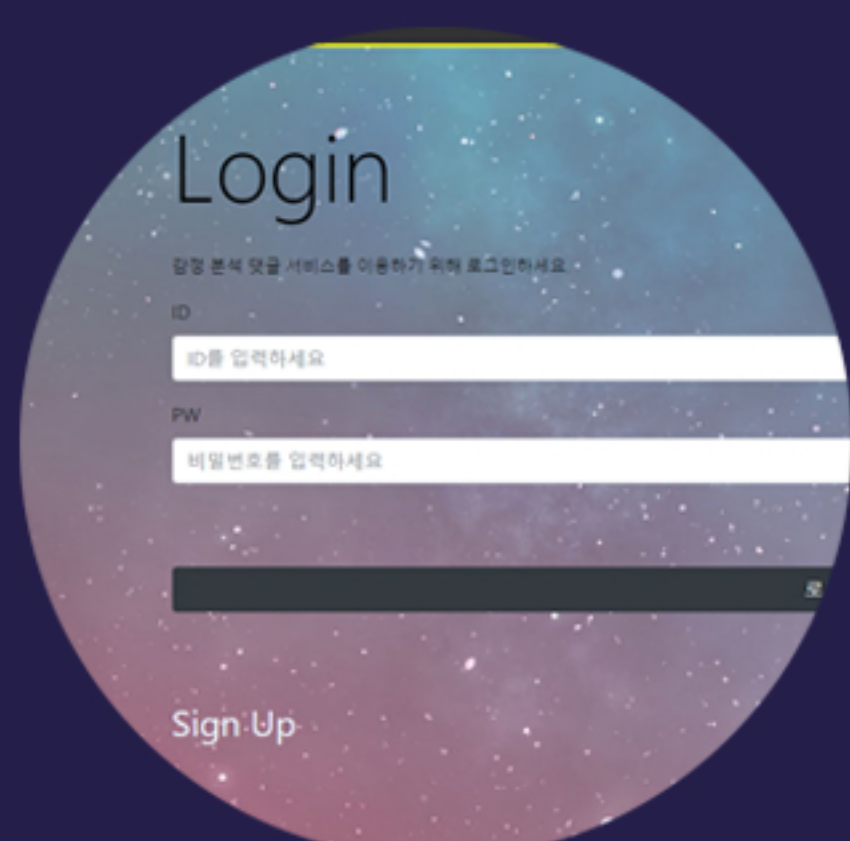 Login
감정 분석 댓글 서비스를 이용하기 위해 로그인하세요
ID
ID를 입력하세요
PW
비밀번호를 입력하세요
로
Sign Up